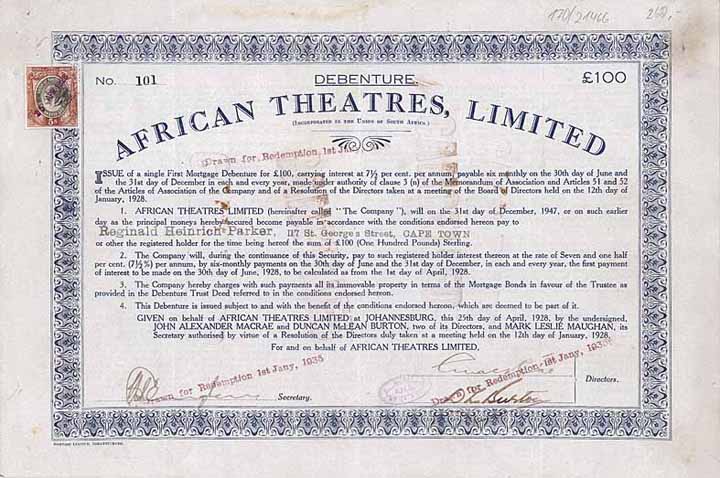 170/21466
260,-
No. 101
DEBENTURE.
£100
AFRICAN THEATRES, LIMITED
(INCORPORATED IN THE UNION OF SOUTH AFRICA.)
Drawn for Redemption, 1st Jany,
ISSUE of a single First Mortgage Debenture for £100, carrying interest at 7½ per cent. per annum, payable six monthly on the 30th day of June and
the 31st day of December in each and every year, made under authority of clause 3 (n) of the Memorandum of Association and Articles 51 and 52
of the Articles of Association of the Company and of a Resolution of the Directors taken at a meeting of the Board of Directors held on the 12th day of
January, 1928.
1. AFRICAN THEATRES LIMITED (hereinafter called "The Company"), will on the 31st day of December, 1947, or on such earlier
day as the principal moneys hereby secured become payable in accordance with the conditions endorsed hereon pay to
Reginald Heinrich Parker, 117 St. George's Street, CAPE TOWN
or other the registered holder for the time being hereof the sum of £100 (One Hundred Pounds) Sterling.
2. The Company will, during the continuance of this Security, pay to such registered holder interest thereon at the rate of Seven and one half
per cent. (7½%) per annum, by six-monthly payments on the 30th day of June and the 31st day of December, in each and every year, the first payment
of interest to be made on the 30th June, 1928, to be calculated as from the 1st day of April, 1928.
3. The Company hereby charges with such payments all its immovable property in terms of the Mortgage Bonds in favour of the Trustee as
provided in the Debenture Trust Deed referred to in the conditions endorsed hereon.
4. This Debenture is issued subject to and with the benefit of the conditions endorsed hereon, which are deemed to be part of it.
GIVEN on behalf of AFRICAN THEATRES LIMITED at JOHANNESBURG, this 25th day of April, 1928, by the undersigned,
JOHN ALEXANDER MACRAE and DUNCAN McLEAN BURTON, two of its Directors, and MARK LESLIE MAUGHAN, its
Secretary authorised by virtue of a Resolution of the Directors duly taken at a meeting held on the 12th day of January, 1928.
For and on behalf of AFRICAN THEATRES LIMITED,
Drawn for Redemption 1st Jany, 1935
Drawn for Redemption, 1st Jany, 1935
Secretary.
Directors.